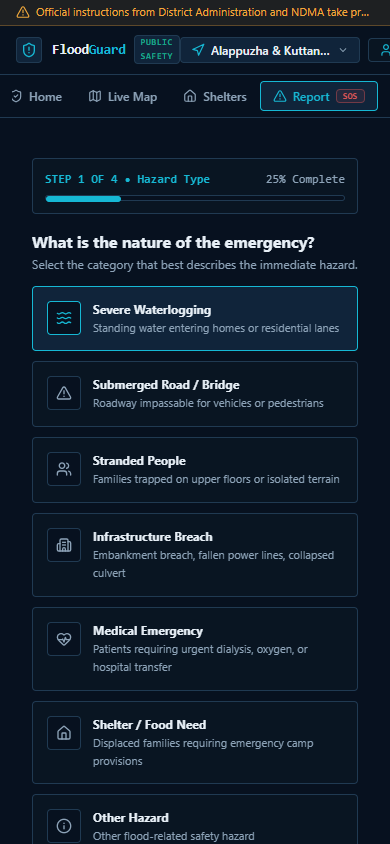 Official instructions from District Administration and NDMA take pr...
FloodGuard
PUBLIC
SAFETY
Alappuzha & Kuttan...
Home
Live Map
Shelters
Report
SOS
STEP 1 OF 4 • Hazard Type
25% Complete
What is the nature of the emergency?
Select the category that best describes the immediate hazard.
Severe Waterlogging
Standing water entering homes or residential lanes
Submerged Road / Bridge
Roadway impassable for vehicles or pedestrians
Stranded People
Families trapped on upper floors or isolated terrain
Infrastructure Breach
Embankment breach, fallen power lines, collapsed
culvert
Medical Emergency
Patients requiring urgent dialysis, oxygen, or
hospital transfer
Shelter / Food Need
Displaced families requiring emergency camp
provisions
Other Hazard
Other flood-related safety hazard